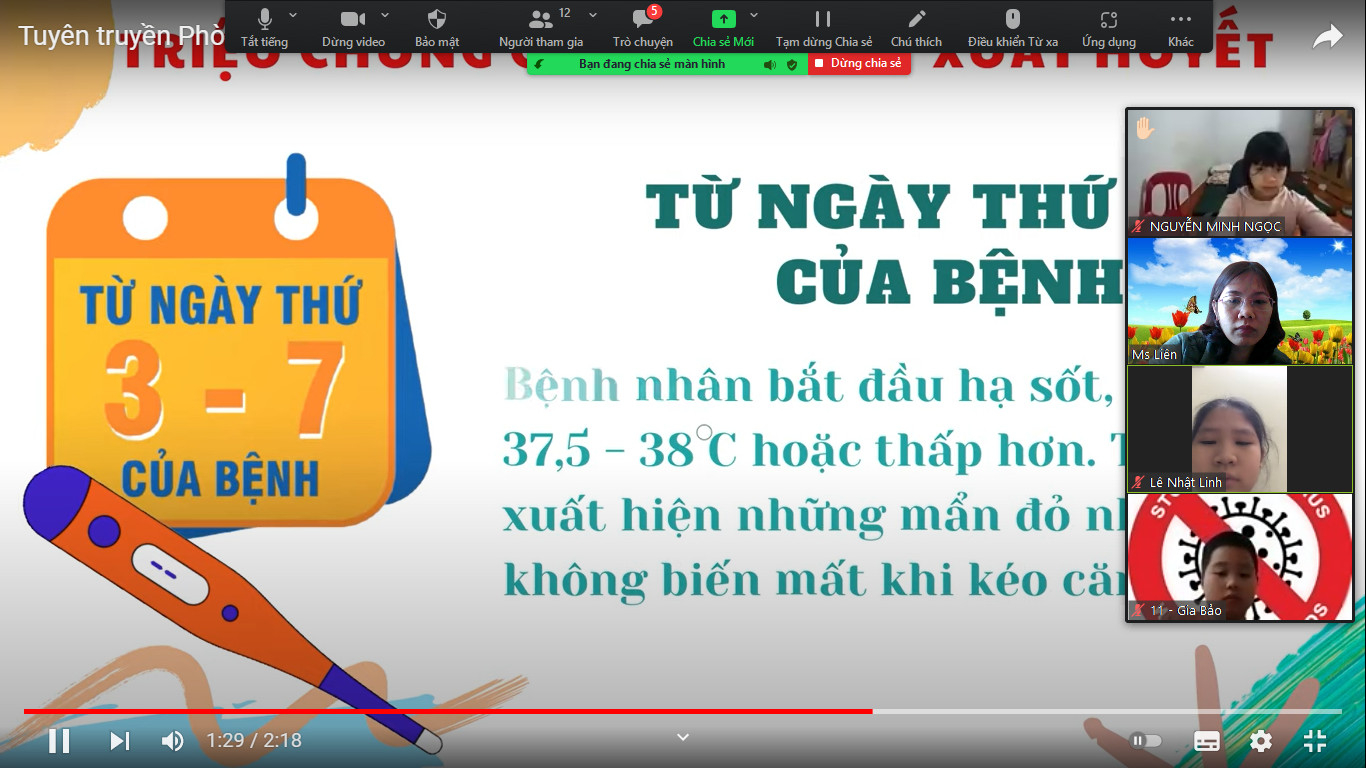 Tuyên truyền Phò
12
5
Tắt tiếng
Dừng video
Bảo mật
Người tham gia
Trò chuyện
Chia sẻ Mới
Tạm dừng Chia sẻ
Chú thích
Điều khiển Từ xa
Ứng dụng
Khác
Bạn đang chia sẻ màn hình
Dừng chia sẻ
TRIỆU CHỨNG
XUẤT HUYẾT
TỪ NGÀY THỨ
3 - 7
CỦA BỆNH
TỪ NGÀY THỨ
CỦA BỆNH
Bệnh nhân bắt đầu hạ sốt,
37,5 – 38°C hoặc thấp hơn.
xuất hiện những mẩn đỏ
không biến mất khi kéo
NGUYỄN MINH NGỌC
Ms Liên
Lê Nhật Linh
11 - Gia Bảo
1:29 / 2:18